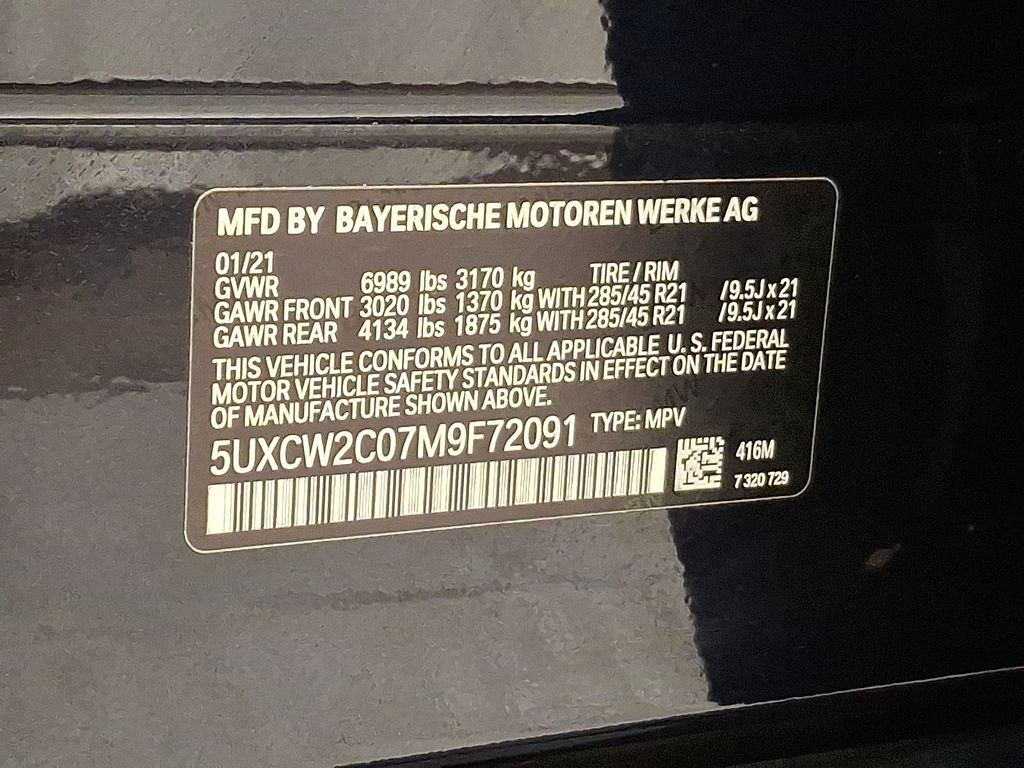 MFD BY BAYERISCHE MOTOREN WERKE AG
01/21
GVWR 6989 lbs 3170 kg TIRE / RIM
GAWR FRONT 3020 lbs 1370 kg WITH 285/45 R21 /9.5J x 21
GAWR REAR 4134 lbs 1875 kg WITH 285/45 R21 /9.5J x 21
THIS VEHICLE CONFORMS TO ALL APPLICABLE U. S. FEDERAL
MOTOR VEHICLE SAFETY STANDARDS IN EFFECT ON THE DATE
OF MANUFACTURE SHOWN ABOVE.
5UXCW2C07M9F72091 TYPE: MPV
416M
7 320 729